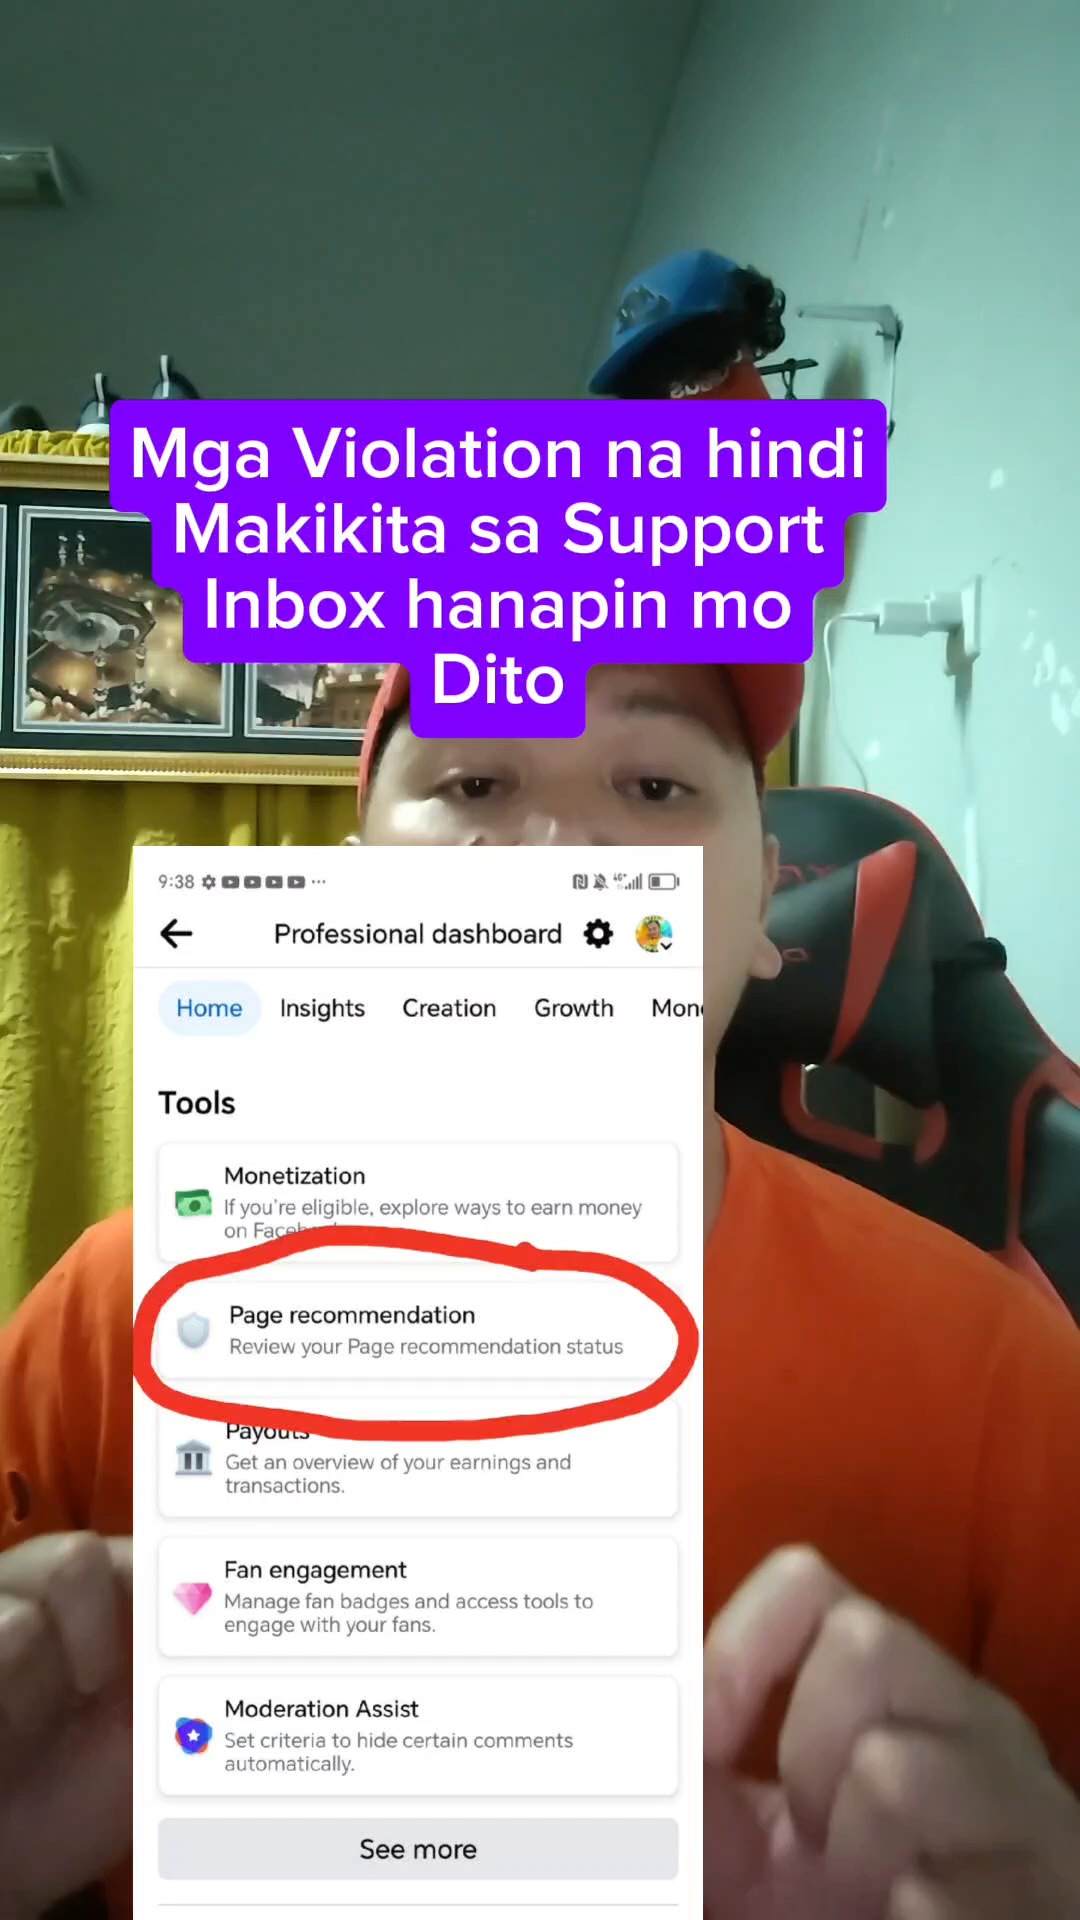 Mga Violation na hindi
Makikita sa Support
Inbox hanapin mo
Dito
9:38
Professional dashboard
Home Insights Creation Growth Mon
Tools
Monetization
If you're eligible, explore ways to earn money
on
Page recommendation
Review your Page recommendation status
Payouts
Get an overview of your earnings and
transactions.
Fan engagement
Manage fan badges and access tools to
engage with your fans.
Moderation Assist
Set criteria to hide certain comments
automatically.
See more